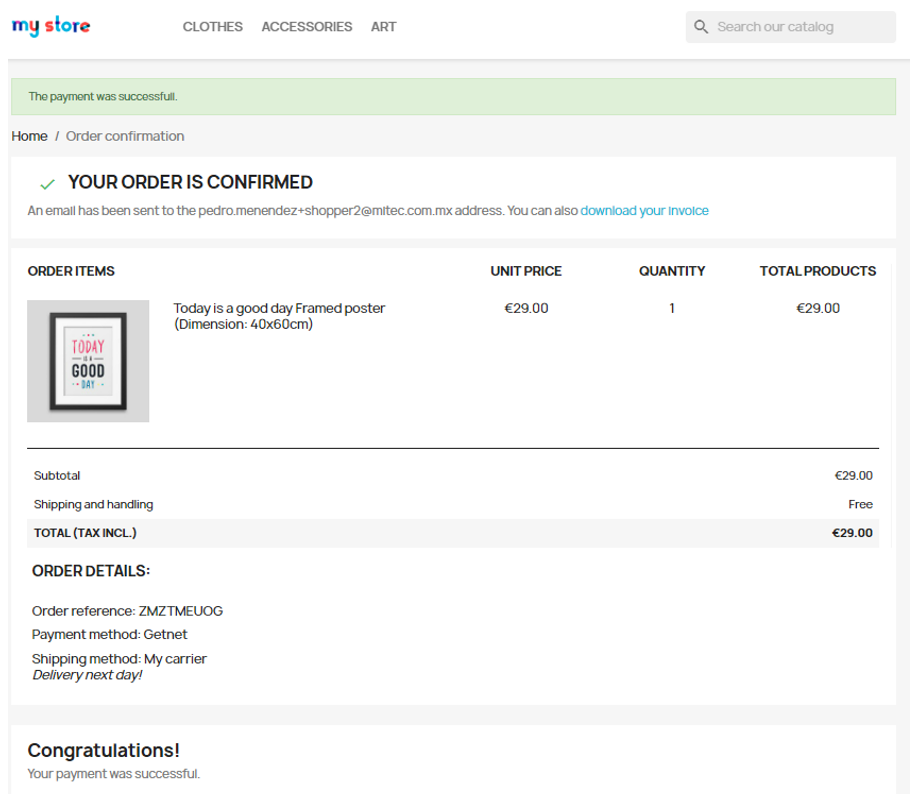 my store
CLOTHES ACCESSORIES ART
Search our catalog
The payment was successfull.
Home / Order confirmation
YOUR ORDER IS CONFIRMED
An email has been sent to the pedro.menendez+shopper2@mitec.com.mx address. You can also download your invoice
ORDER ITEMS UNIT PRICE QUANTITY TOTAL PRODUCTS
Today is a good day Framed poster €29.00 1 €29.00
(Dimension: 40x60cm)
TODAY
IS A
GOOD
DAY
Subtotal €29.00
Shipping and handling Free
TOTAL (TAX INCL.) €29.00
ORDER DETAILS:
Order reference: ZMZTMEUOG
Payment method: Getnet
Shipping method: My carrier
Delivery next day!
Congratulations!
Your payment was successful.